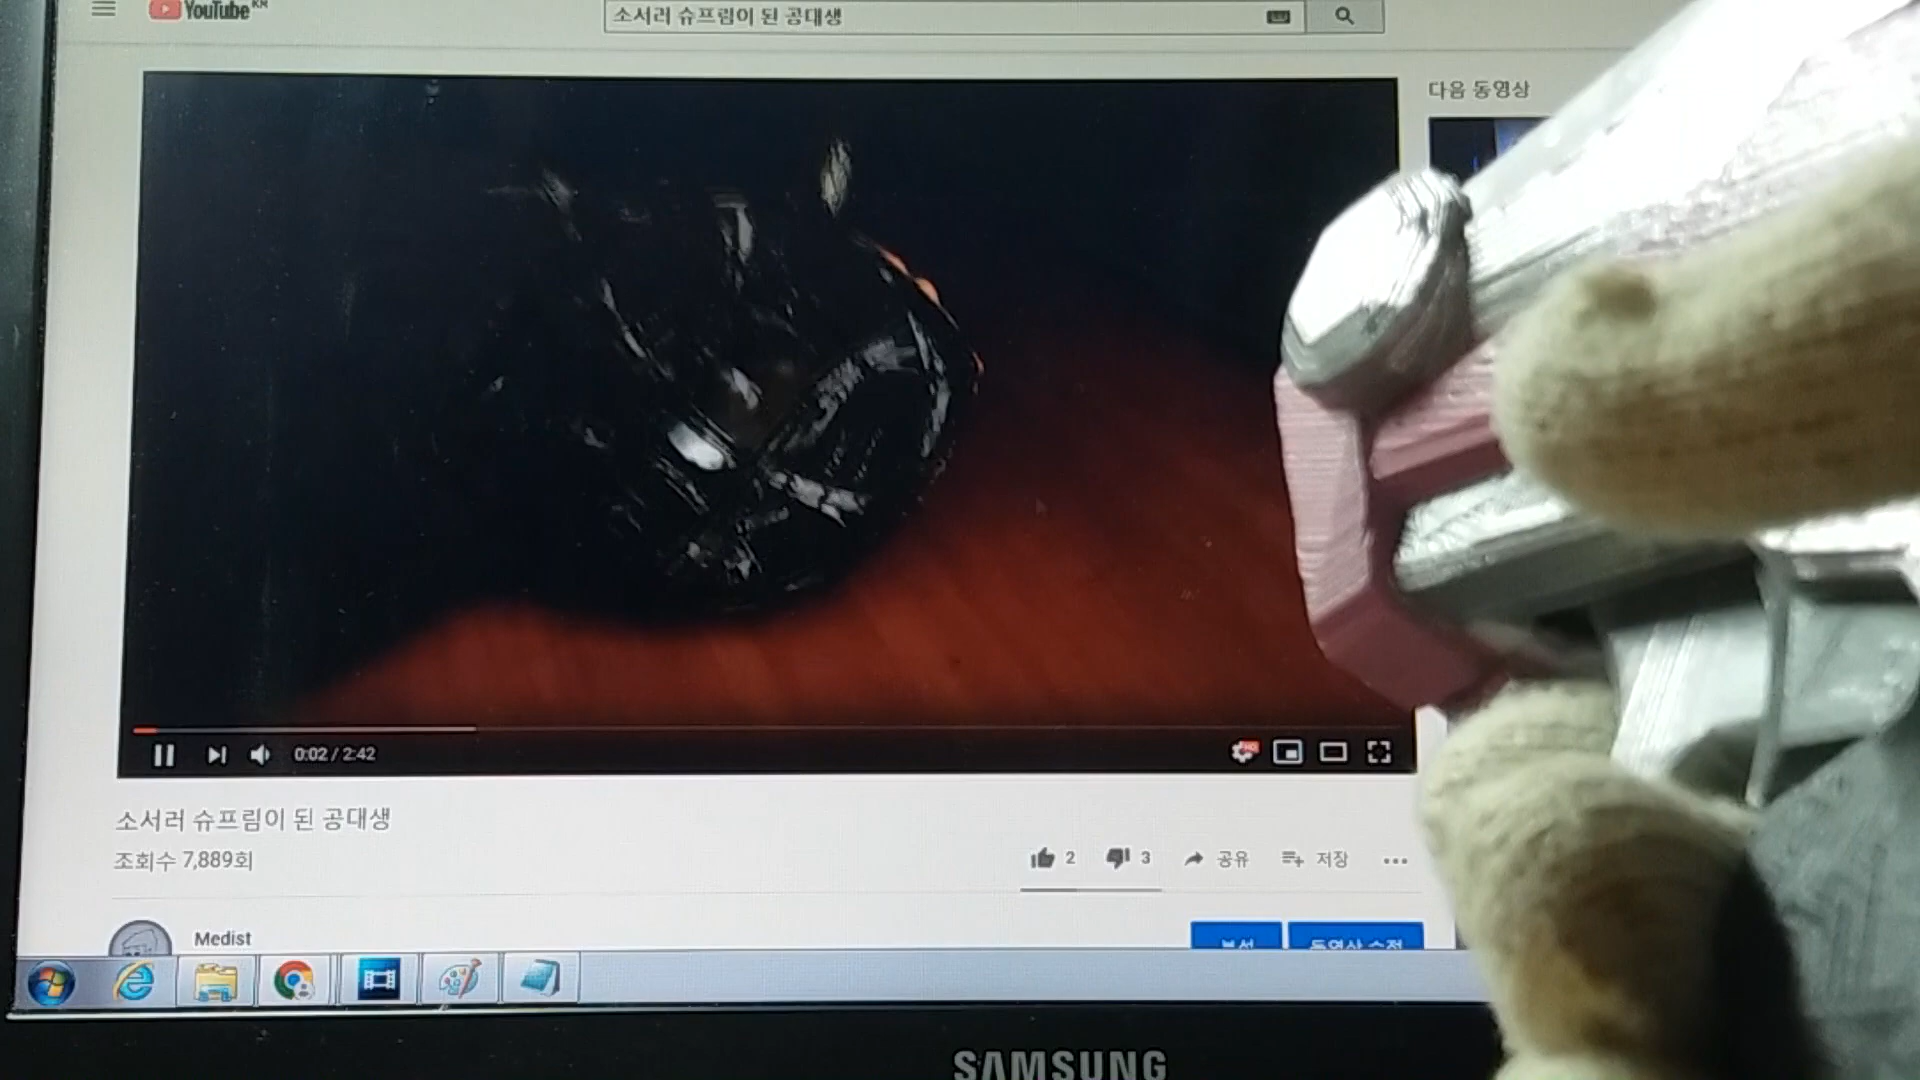 YouTube KR
소서러 슈프림이 된 공대생
다음 동영상
0:02 / 2:42
HD
소서러 슈프림이 된 공대생
조회수 7,889회
2
3
공유
저장
Medist
SAMSUNG